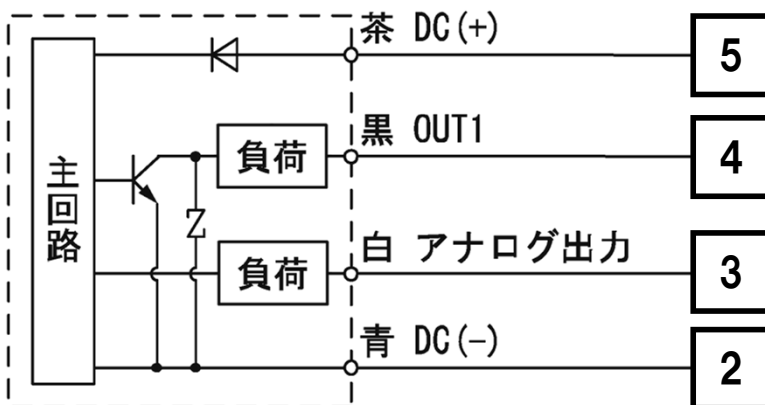 茶 DC(+)
5
黒 OUT1
4
負荷
主回路
Z
白 アナログ出力
3
負荷
青 DC(-)
2